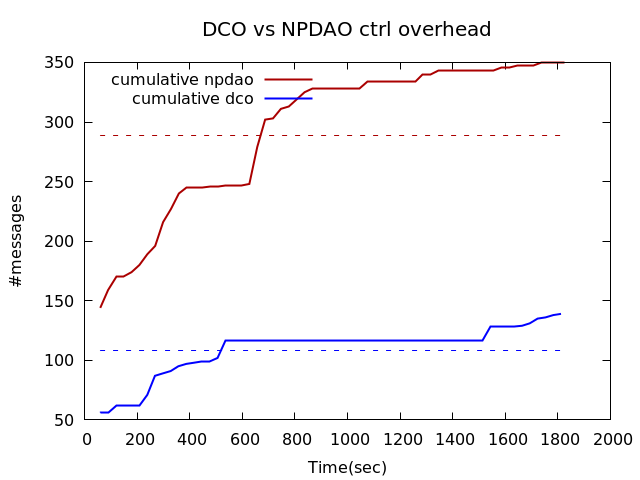 DCO vs NPDAO ctrl overhead
350
300
250
200
150
100
50
#messages
cumulative npdao
cumulative dco
0 200 400 600 800 1000 1200 1400 1600 1800 2000
Time(sec)